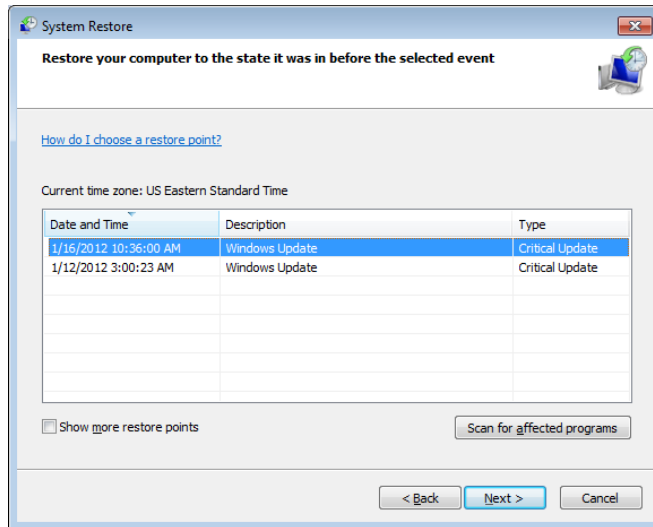 System Restore
Restore your computer to the state it was in before the selected event
How do I choose a restore point?
Current time zone: US Eastern Standard Time
Date and Time Description Type
1/16/2012 10:36:00 AM Windows Update Critical Update
1/12/2012 3:00:23 AM Windows Update Critical Update
Show more restore points Scan for affected programs
< Back Next > Cancel